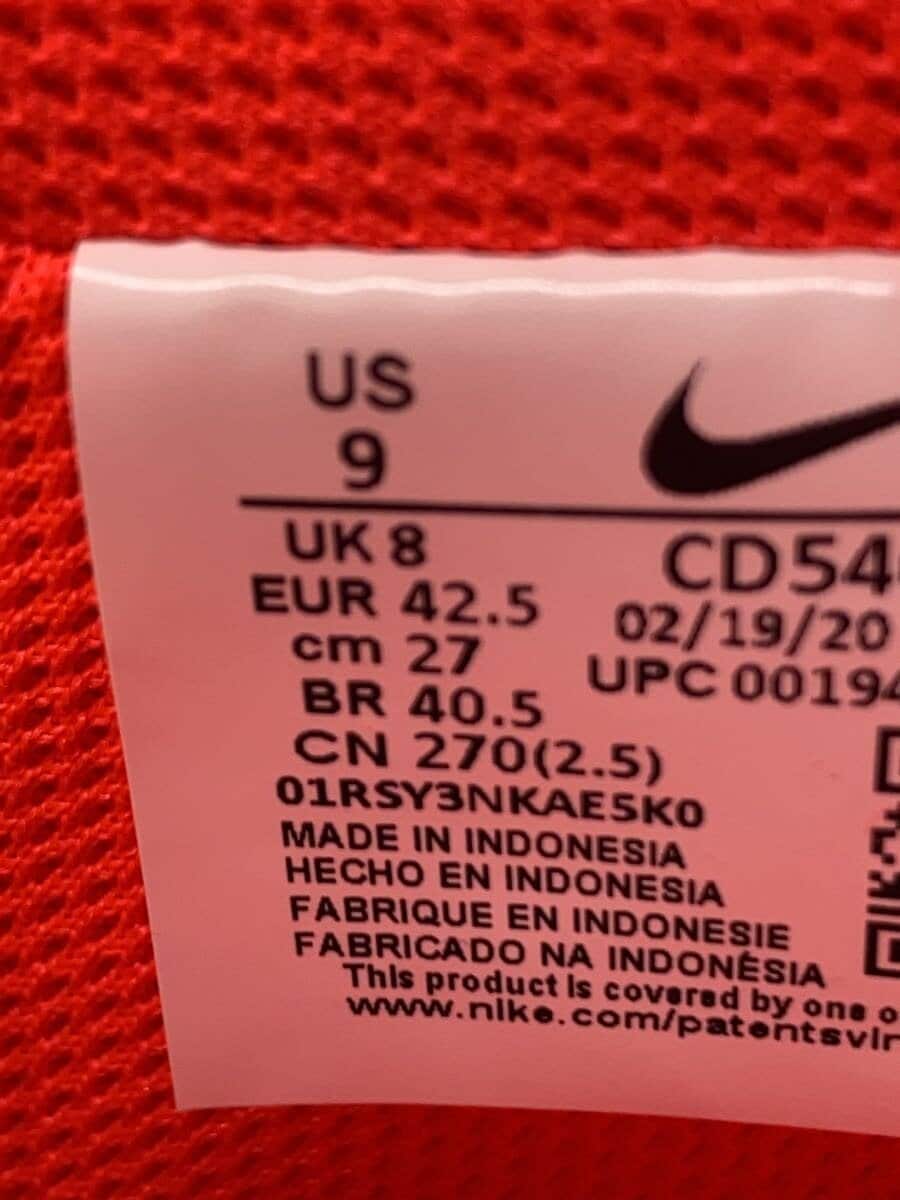 US
9
UK 8
EUR 42.5
cm 27
BR 40.5
CN 270(2.5)
CD54
02/19/20
UPC 00194
01RSY3NKAE5K0
MADE IN INDONESIA
HECHO EN INDONESIA
FABRIQUE EN INDONESIE
FABRICADO NA INDONÉSIA
This product is covered by one o
www.nike.com/patentsvir